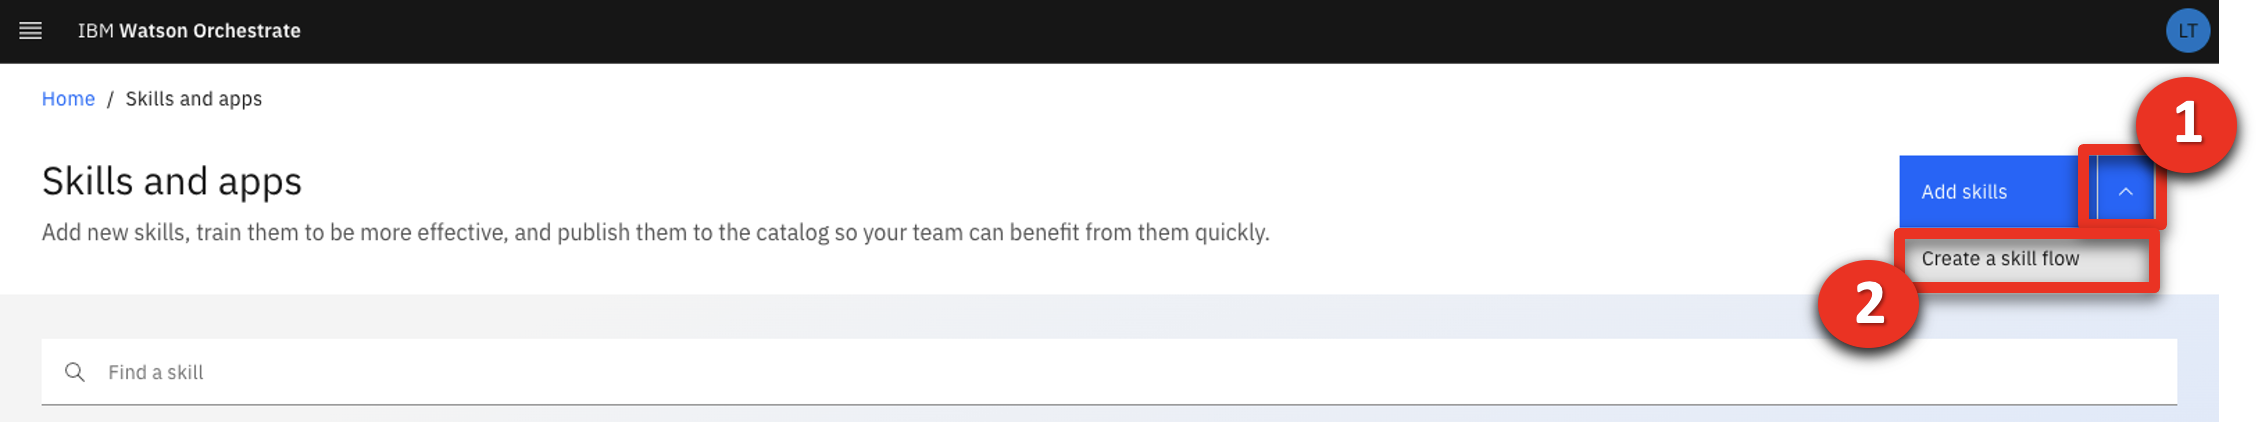 IBM Watson Orchestrate
LT
Home / Skills and apps
1
Skills and apps
Add skills
Add new skills, train them to be more effective, and publish them to the catalog so your team can benefit from them quickly.
Create a skill flow
2
Find a skill